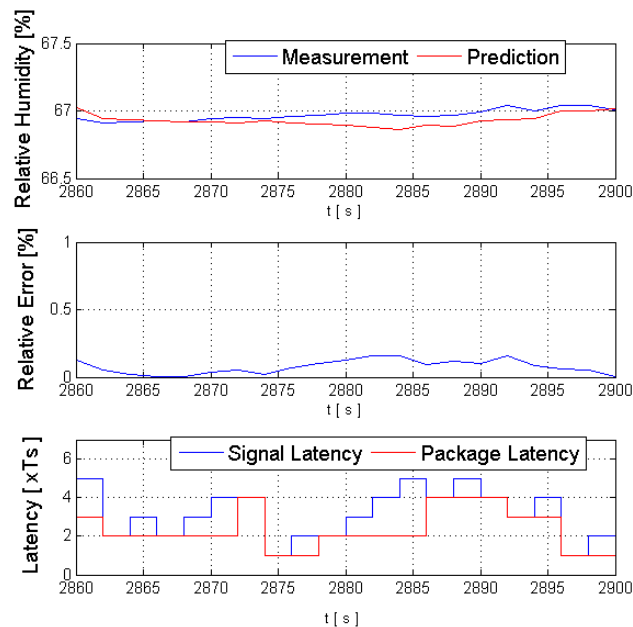 Relative Humidity [%]
67.5
67
66.5
Measurement Prediction
2860 2865 2870 2875 2880 2885 2890 2895 2900
t [ s ]
Relative Error [%]
1
0.5
0
2860 2865 2870 2875 2880 2885 2890 2895 2900
t [ s ]
Latency [ xTs ]
6
4
2
0
Signal Latency Package Latency
2860 2865 2870 2875 2880 2885 2890 2895 2900
t [ s ]